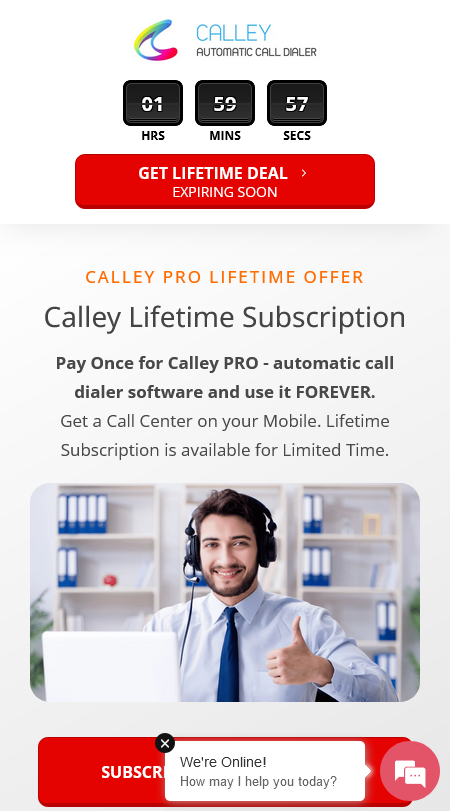 CALLEY
AUTOMATIC CALL DIALER
01 59 57
HRS MINS SECS
GET LIFETIME DEAL
EXPIRING SOON
CALLEY PRO LIFETIME OFFER
Calley Lifetime Subscription
Pay Once for Calley PRO - automatic call
dialer software and use it FOREVER.
Get a Call Center on your Mobile. Lifetime
Subscription is available for Limited Time.
We're Online!
How may I help you today?